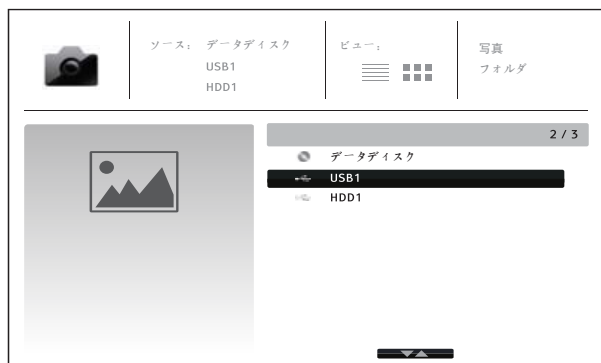 ソース: データディスク
USB1
HDD1
ビュー:
写真
フォルダ
2 / 3
データディスク
USB1
HDD1